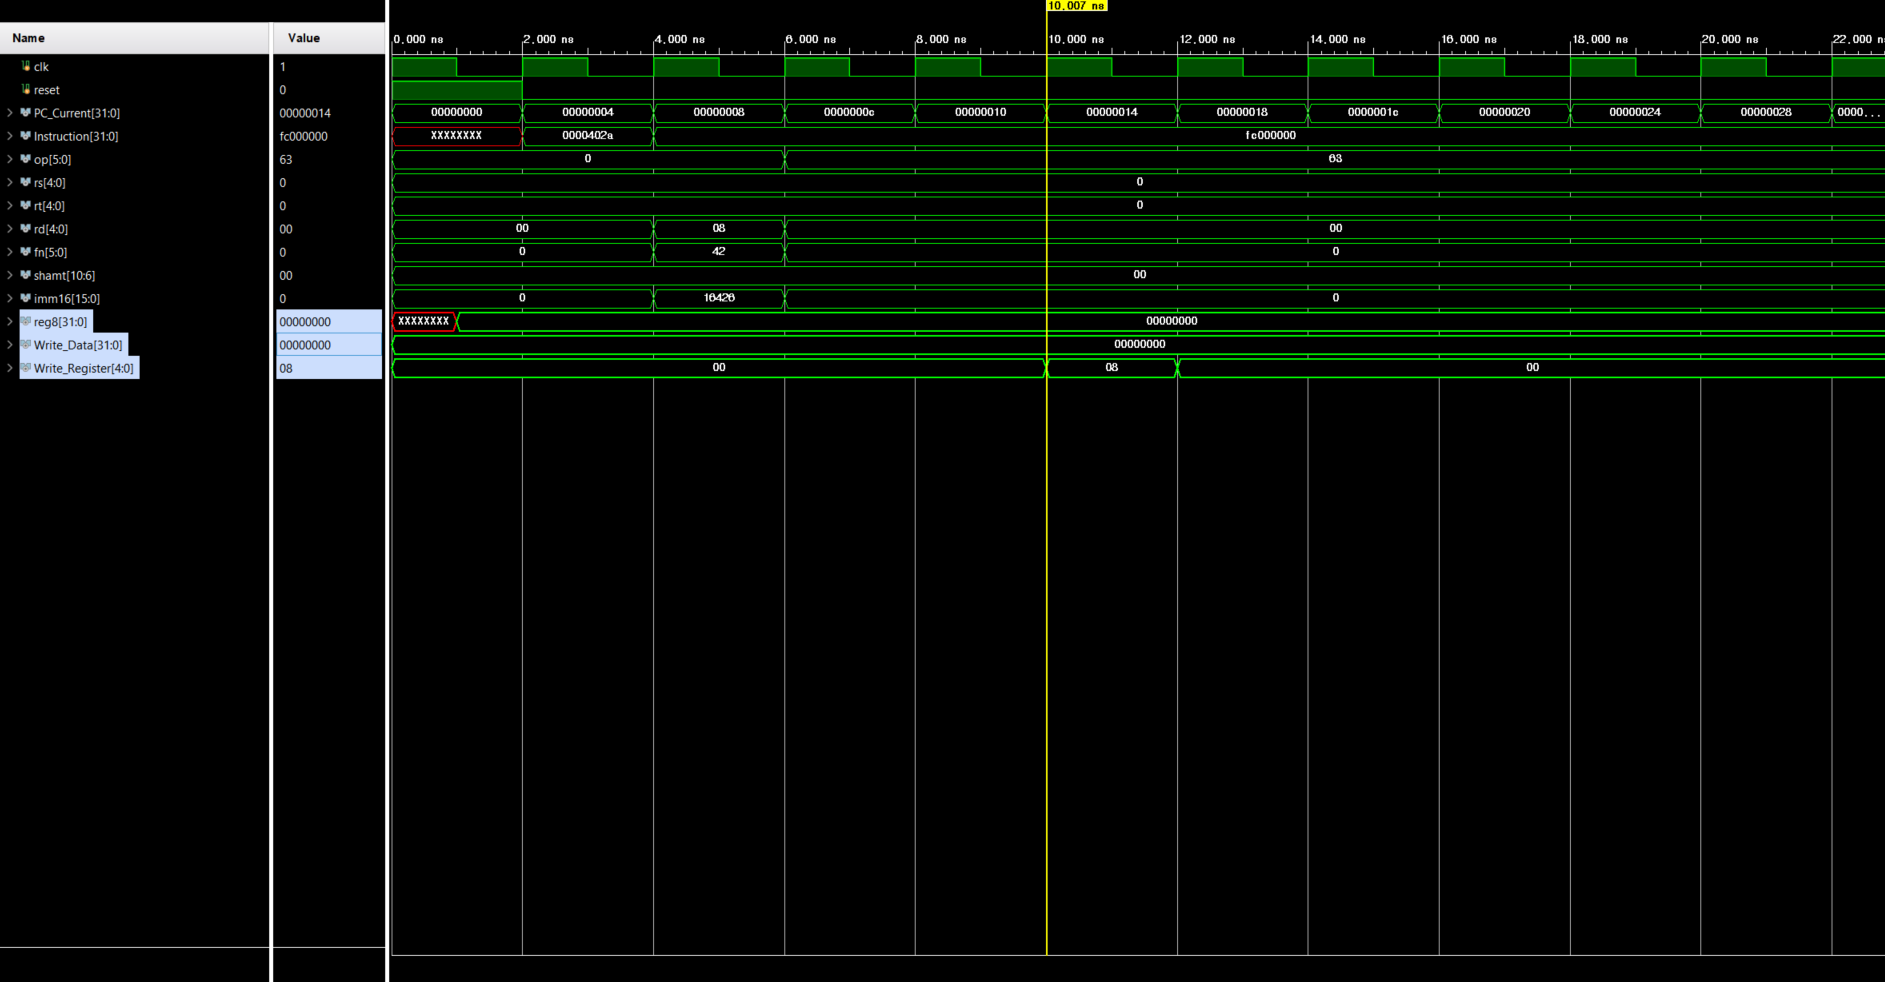 10.007 ns
Name Value
0.000 ns 2.000 ns 4.000 ns 6.000 ns 8.000 ns 10.000 ns 12.000 ns 14.000 ns 16.000 ns 18.000 ns 20.000 ns 22.000 ns
clk 1
reset 0
PC_Current[31:0] 00000014 00000000 00000004 00000008 0000000c 00000010 00000014 00000018 0000001c 00000020 00000024 00000028 0000...
Instruction[31:0] fc000000 XXXXXXXX 0000402a fc000000
op[5:0] 63 0 63
rs[4:0] 0 0
rt[4:0] 0 0
rd[4:0] 00 00 08 00
fn[5:0] 0 0 42 0
shamt[10:6] 00 00
imm16[15:0] 0 0 16426 0
reg8[31:0] 00000000 XXXXXXXX 00000000
Write_Data[31:0] 00000000 00000000
Write_Register[4:0] 08 00 08 00